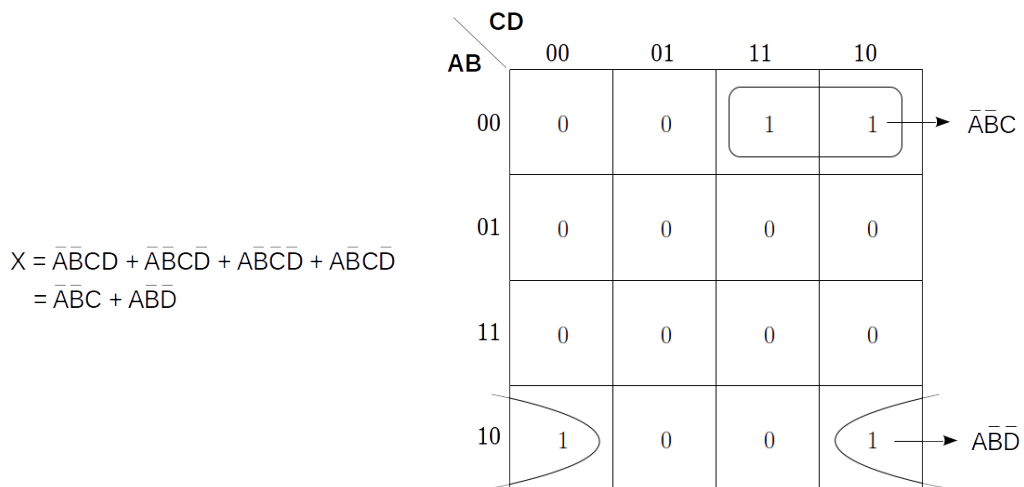 CD
AB
00 01 11 10
00 0 0 1 1 A̅B̅C
01 0 0 0 0
X = A̅B̅CD + A̅B̅CD̅ + AB̅C̅D̅ + AB̅CD̅
= A̅B̅C + AB̅D̅
11 0 0 0 0
10 1 0 0 1 AB̅D̅